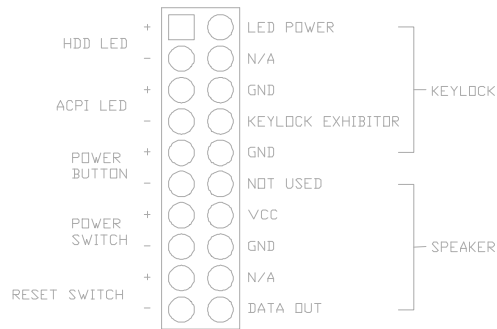 + LED POWER
HDD LED
- N/A
+ GND
KEYLOCK
ACPI LED
- KEYLOCK EXHIBITOR
+ GND
POWER
BUTTON
- NOT USED
+ VCC
POWER
SWITCH
- GND
SPEAKER
+ N/A
RESET SWITCH
- DATA OUT